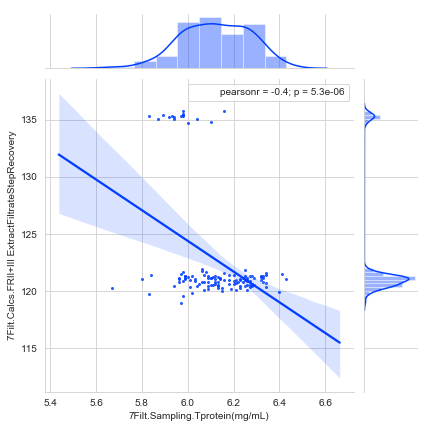 pearsonr = -0.4; p = 5.3e-06
7Filt.Calcs.FRII+III ExtractFiltrateStepRecovery
135
130
125
120
115
5.4 5.6 5.8 6.0 6.2 6.4 6.6
7Filt.Sampling.Tprotein(mg/mL)